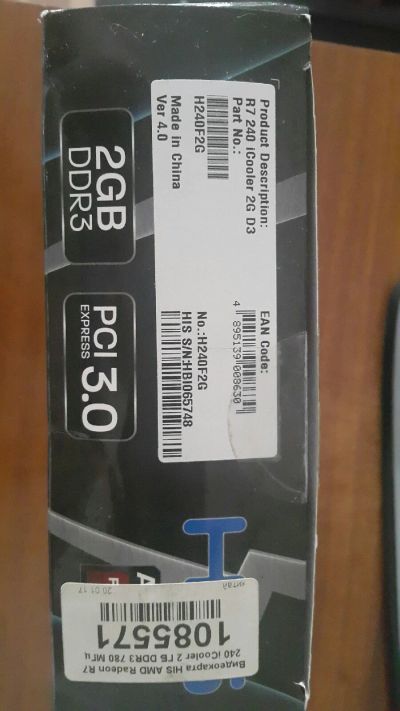 Product Description:
R7 240 iCooler 2G D3
Part No.:
H240F2G
Made in China
Ver 4.0
EAN Code:
4 895139 008630
No.:H240F2G
HIS S/N:HBI065748
2GB
DDR3
PCI
EXPRESS
3.0
H
A
Видеокарта HIS AMD Radeon R7
240 iCooler 2 ГБ DDR3 780 МГц
1085571
20.01.17
китай